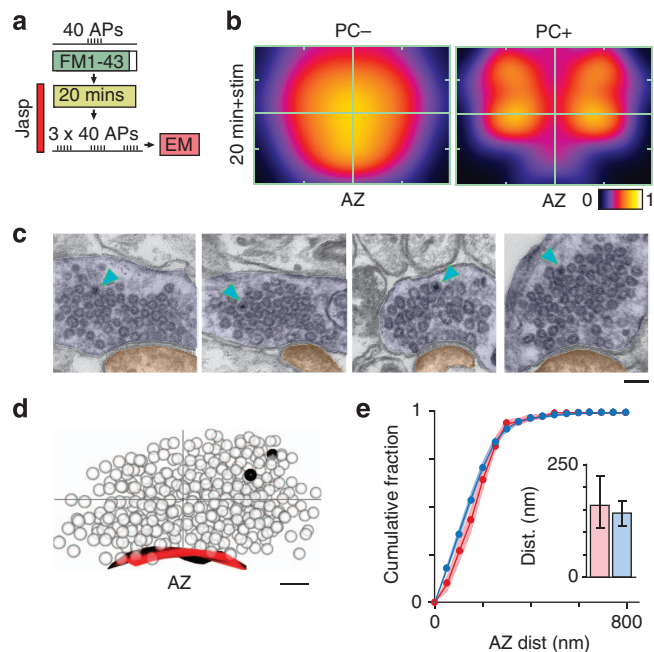 a
40 APs
FM1-43
20 mins
3 x 40 APs
EM
Jasp
b
PC– PC+
20 min+stim
AZ AZ 0 1
c
d
AZ
e
1
Cumulative fraction
0
0 800
AZ dist (nm)
250
Dist. (nm)
0